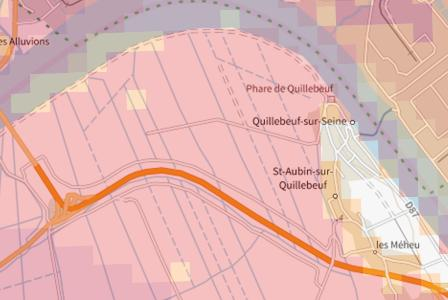 es Alluvions
Phare de Quillebeuf
Quillebeuf-sur-Seine
St-Aubin-sur-
Quillebeuf
D87
les Méheu